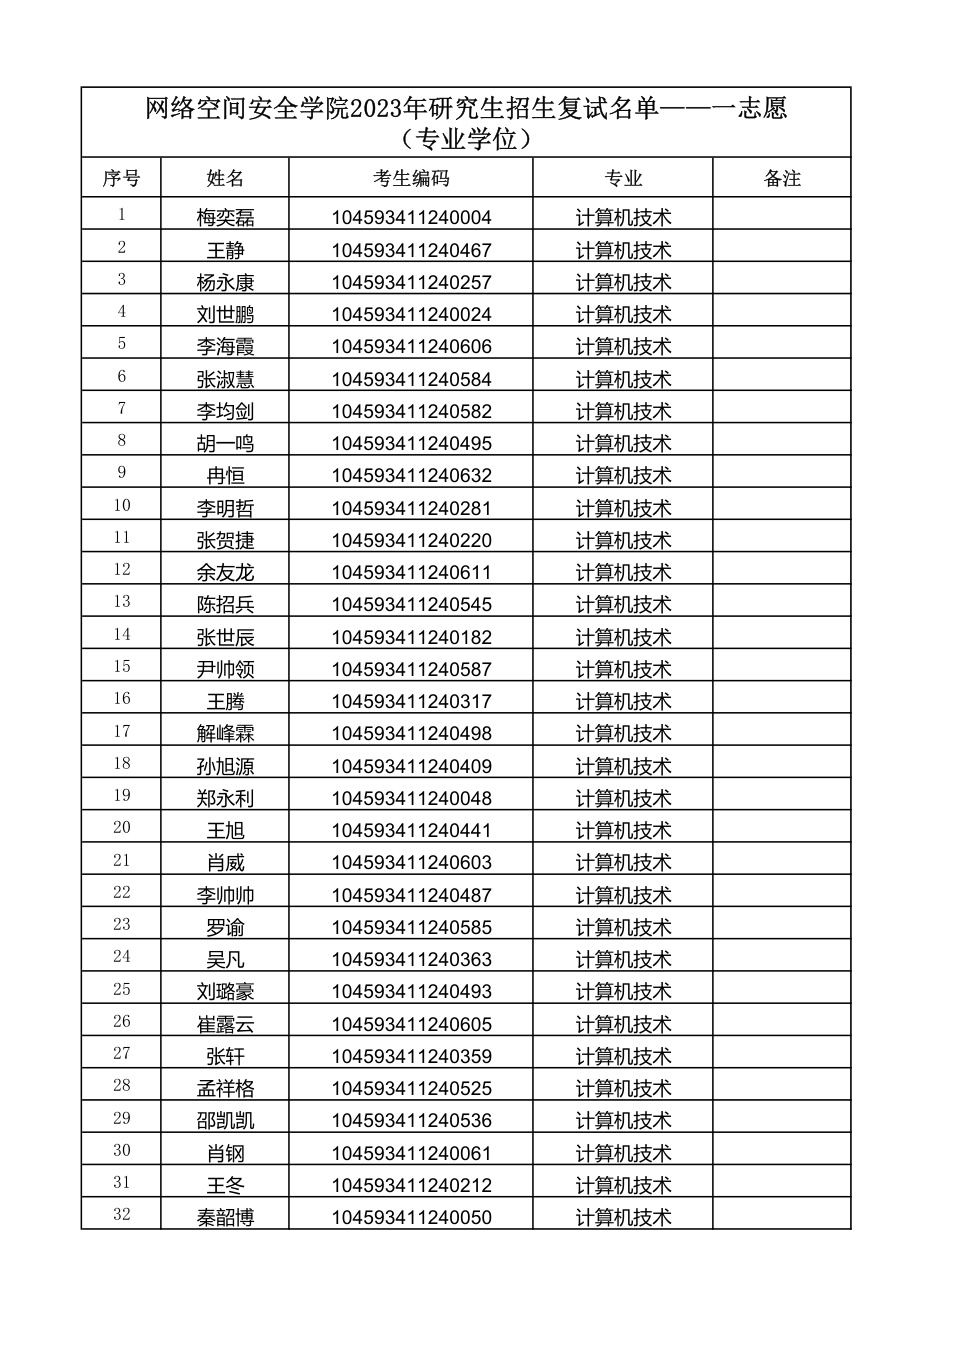 网络空间安全学院2023年研究生招生复试名单——一志愿
（专业学位）
序号 姓名 考生编码 专业 备注
1 梅奕磊 104593411240004 计算机技术
2 王静 104593411240467 计算机技术
3 杨永康 104593411240257 计算机技术
4 刘世鹏 104593411240024 计算机技术
5 李海霞 104593411240606 计算机技术
6 张淑慧 104593411240584 计算机技术
7 李均剑 104593411240582 计算机技术
8 胡一鸣 104593411240495 计算机技术
9 冉恒 104593411240632 计算机技术
10 李明哲 104593411240281 计算机技术
11 张贺捷 104593411240220 计算机技术
12 余友龙 104593411240611 计算机技术
13 陈招兵 104593411240545 计算机技术
14 张世辰 104593411240182 计算机技术
15 尹帅领 104593411240587 计算机技术
16 王腾 104593411240317 计算机技术
17 解峰霖 104593411240498 计算机技术
18 孙旭源 104593411240409 计算机技术
19 郑永利 104593411240048 计算机技术
20 王旭 104593411240441 计算机技术
21 肖威 104593411240603 计算机技术
22 李帅帅 104593411240487 计算机技术
23 罗谕 104593411240585 计算机技术
24 吴凡 104593411240363 计算机技术
25 刘璐豪 104593411240493 计算机技术
26 崔露云 104593411240605 计算机技术
27 张轩 104593411240359 计算机技术
28 孟祥格 104593411240525 计算机技术
29 邵凯凯 104593411240536 计算机技术
30 肖钢 104593411240061 计算机技术
31 王冬 104593411240212 计算机技术
32 秦韶博 104593411240050 计算机技术